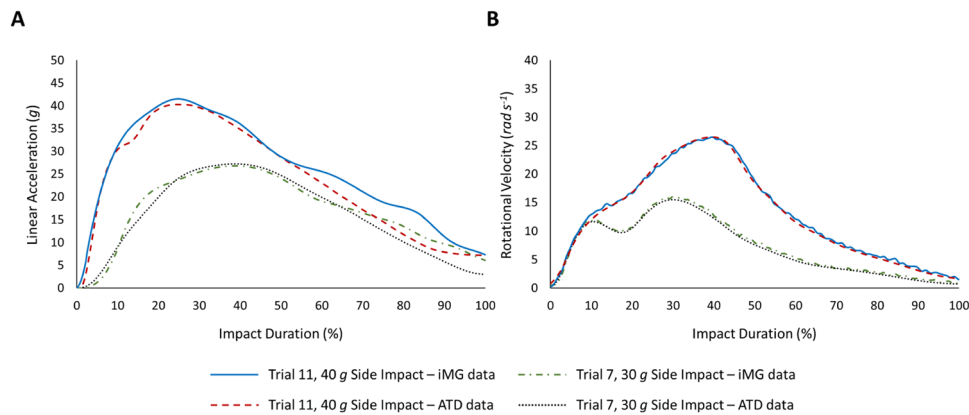 A
B
Linear Acceleration (g)
50
45
40
35
30
25
20
15
10
5
0
0 10 20 30 40 50 60 70 80 90 100
Impact Duration (%)
Rotational Velocity (rad s⁻¹)
40
35
30
25
20
15
10
5
0
0 10 20 30 40 50 60 70 80 90 100
Impact Duration (%)
Trial 11, 40 g Side Impact – iMG data
Trial 7, 30 g Side Impact – iMG data
Trial 11, 40 g Side Impact – ATD data
Trial 7, 30 g Side Impact – ATD data